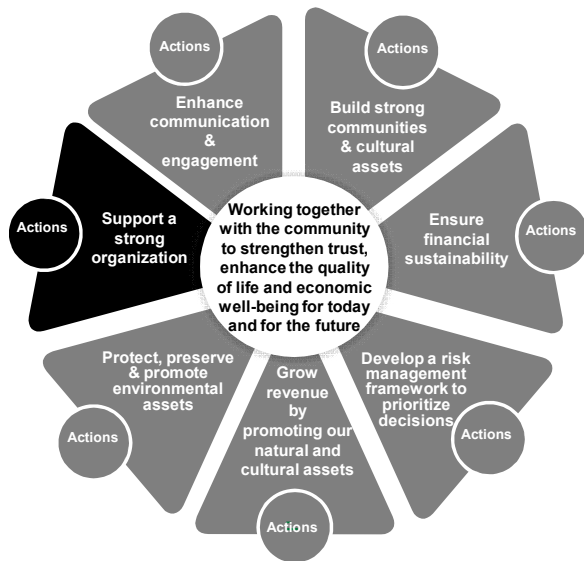 Actions
Enhance
communication
&
engagement
Actions
Build strong
communities
& cultural
assets
Actions
Support a
strong
organization
Working together
with the community
to strengthen trust,
enhance the quality
of life and economic
well-being for today
and for the future
Ensure
financial
sustainability
Actions
Protect, preserve
& promote
environmental
assets
Actions
Grow
revenue
by
promoting our
natural and
cultural assets
Actions
Develop a risk
management
framework to
prioritize
decisions
Actions